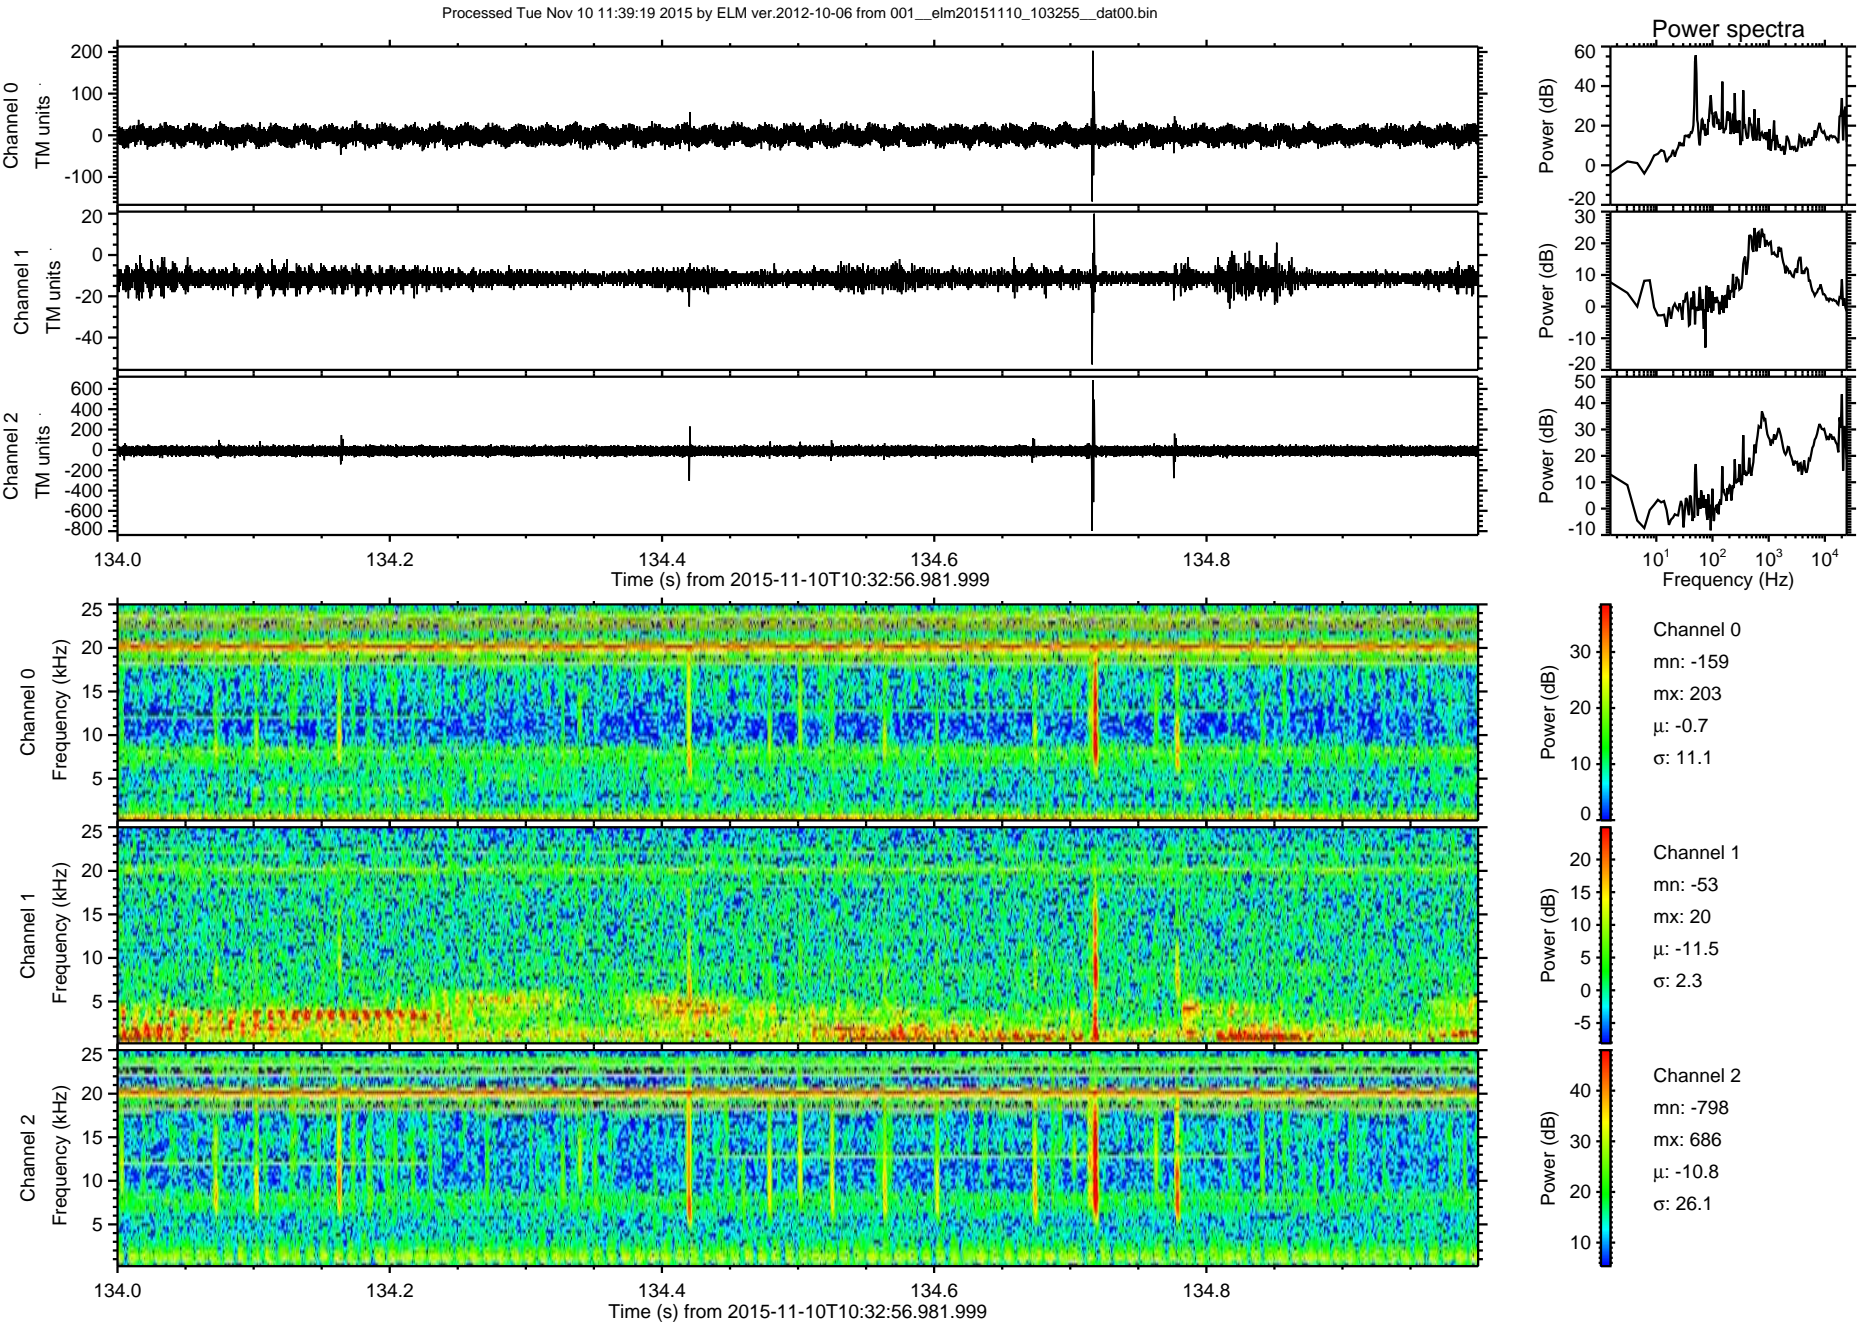 Processed Tue Nov 10 11:39:19 2015 by ELM ver.2012-10-06 from 001__elm20151110_103255__dat00.bin
Power spectra
Channel 0
TM units
200
100
0
-100
Power (dB)
60
40
20
0
-20
Channel 1
TM units
20
0
-20
-40
Power (dB)
30
20
10
0
-10
-20
Channel 2
TM units
600
400
200
0
-200
-400
-600
-800
Power (dB)
50
40
30
20
10
0
-10
134.0 134.2 134.4 134.6 134.8
Time (s) from 2015-11-10T10:32:56.981.999
10¹ 10² 10³ 10⁴
Frequency (Hz)
Channel 0
Frequency (kHz)
25
20
15
10
5
Power (dB)
30
20
10
0
Channel 0
mn: -159
mx: 203
µ: -0.7
σ: 11.1
Channel 1
Frequency (kHz)
25
20
15
10
5
Power (dB)
20
15
10
5
0
-5
Channel 1
mn: -53
mx: 20
µ: -11.5
σ: 2.3
Channel 2
Frequency (kHz)
25
20
15
10
5
Power (dB)
40
30
20
10
Channel 2
mn: -798
mx: 686
µ: -10.8
σ: 26.1
134.0 134.2 134.4 134.6 134.8
Time (s) from 2015-11-10T10:32:56.981.999